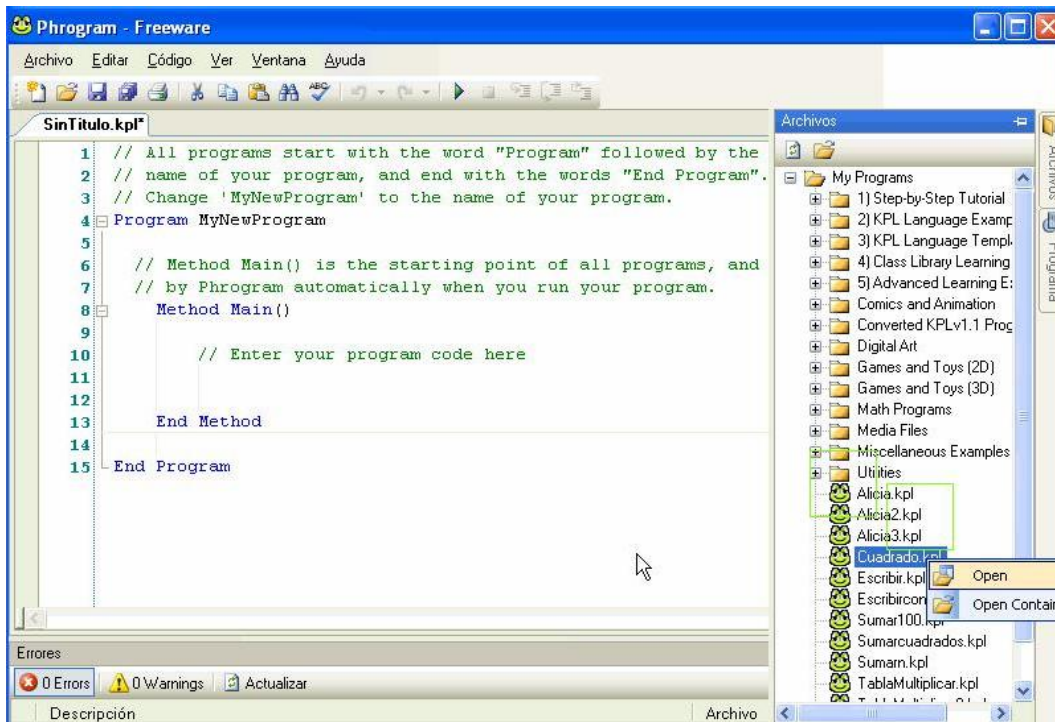 Phrogram - Freeware
Archivo Editar Código Ver Ventana Ayuda
ABC
SinTitulo.kpl*
1 // All programs start with the word "Program" followed by the
2 // name of your program, and end with the words "End Program".
3 // Change 'MyNewProgram' to the name of your program.
4 Program MyNewProgram
5
6 // Method Main() is the starting point of all programs, and
7 // by Phrogram automatically when you run your program.
8 Method Main()
9
10 // Enter your program code here
11
12
13 End Method
14
15 End Program
Errores
0 Errors 0 Warnings Actualizar
Descripción Archivo
Archivos
My Programs
1) Step-by-Step Tutorial
2) KPL Language Examp
3) KPL Language Templ
4) Class Library Learning
5) Advanced Learning E
Comics and Animation
Converted KPLv1.1 Prog
Digital Art
Games and Toys (2D)
Games and Toys (3D)
Math Programs
Media Files
Miscellaneous Examples
Utilities
Alicia.kpl
Alicia2.kpl
Alicia3.kpl
Cuadrado.kpl
Escribir.kpl
Escribircon
Sumar100.kpl
Sumarcuadrados.kpl
Sumarn.kpl
TablaMultiplicar.kpl
Open
Open Contain
Archivos
Programa